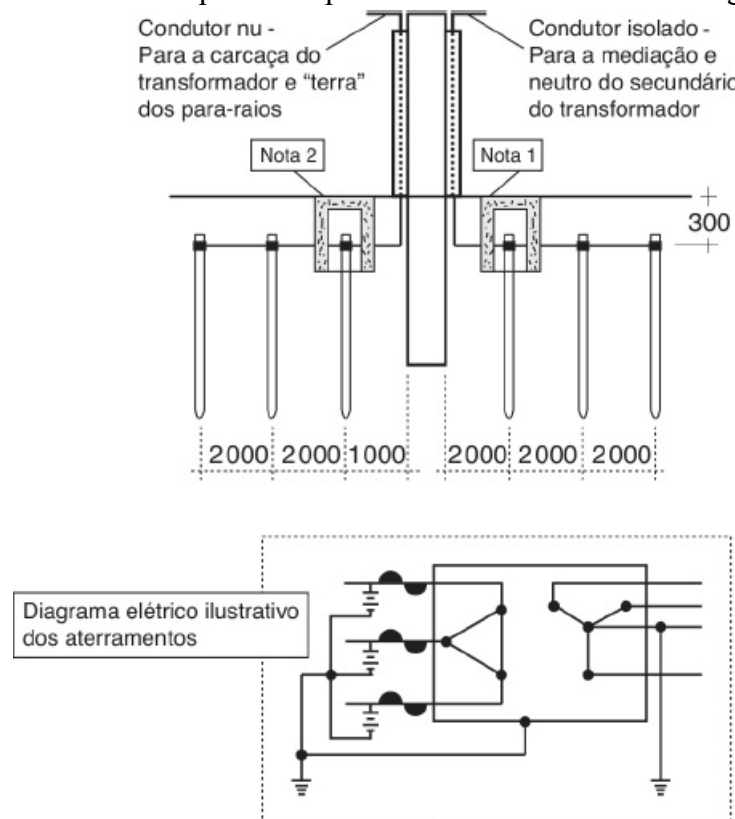 Condutor nu -
Para a carcaça do
transformador e “terra”
dos para-raios
Condutor isolado -
Para a mediação e
neutro do secundário
do transformador
Nota 2
Nota 1
300
2000 2000 1000
2000 2000 2000
Diagrama elétrico ilustrativo
dos aterramentos